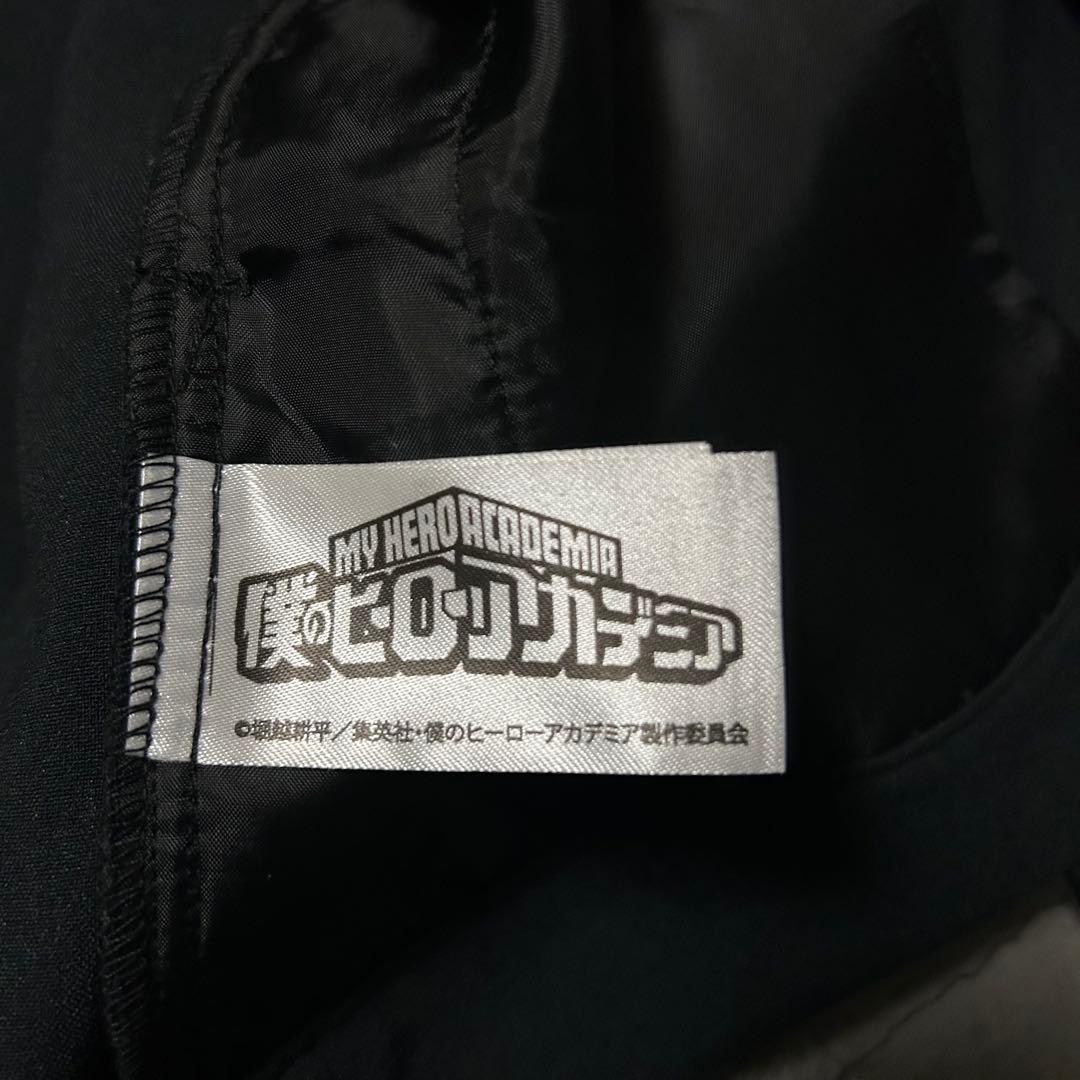 MY HERO ACADEMIA
僕のヒーローアカデミア
©堀越耕平／集英社・僕のヒーローアカデミア製作委員会